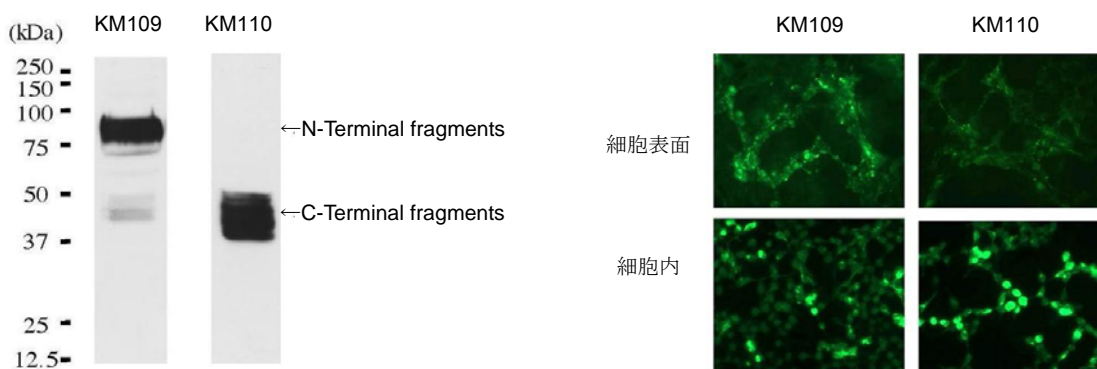 (kDa)
KM109
KM110
250
150
100
75
50
37
25
12.5
←N-Terminal fragments
←C-Terminal fragments
KM109
KM110
細胞表面
細胞内